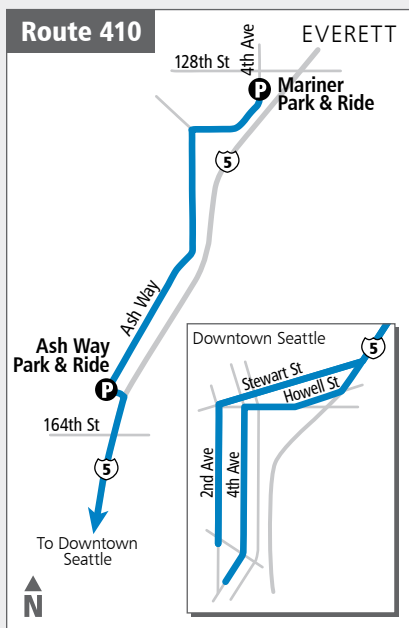 Route 410
EVERETT
4th Ave
128th St
Mariner
Park & Ride
P
5
Ash Way
Ash Way
Park & Ride
P
164th St
5
To Downtown
Seattle
N
Downtown Seattle
5
Stewart St
Howell St
2nd Ave
4th Ave